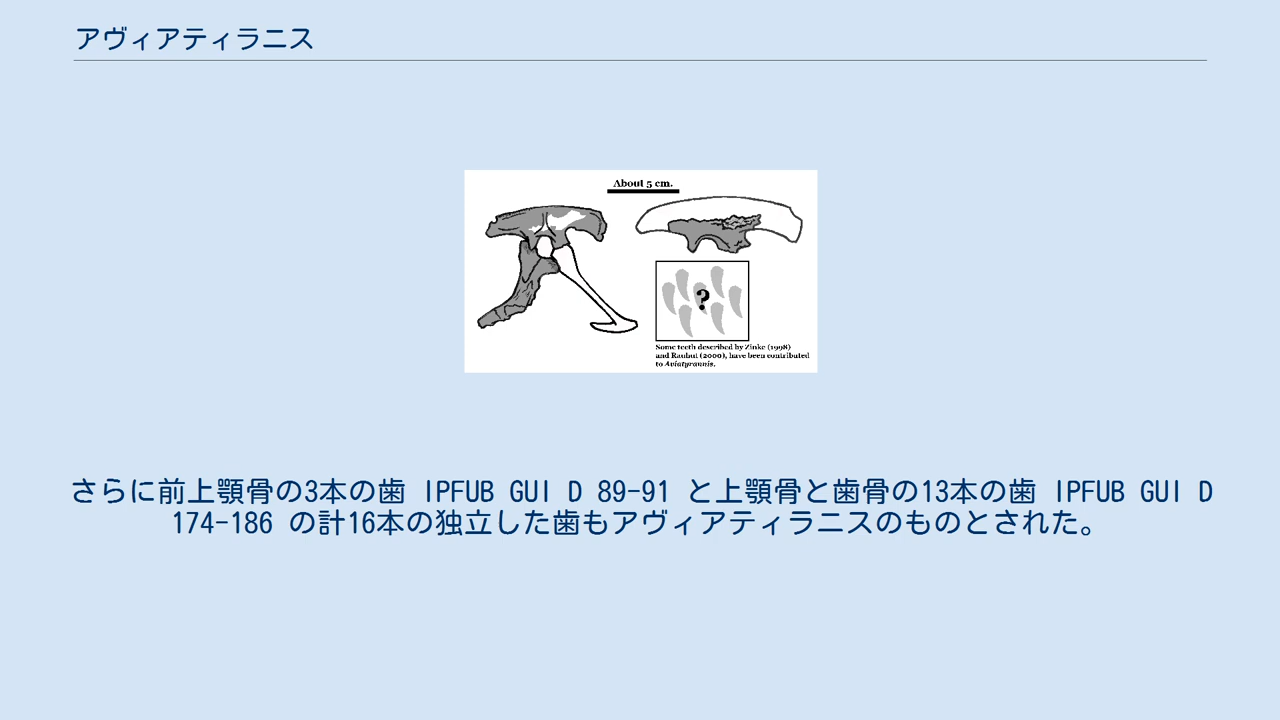 アヴィアティラニス
About 5 cm.
?
Some teeth described by Zinke (1998)
and Rauhut (2000), have been contributed
to Aviatyrannis.
さらに前上顎骨の3本の歯 IPFUB GUI D 89-91 と上顎骨と歯骨の13本の歯 IPFUB GUI D
174-186 の計16本の独立した歯もアヴィアティラニスのものとされた。